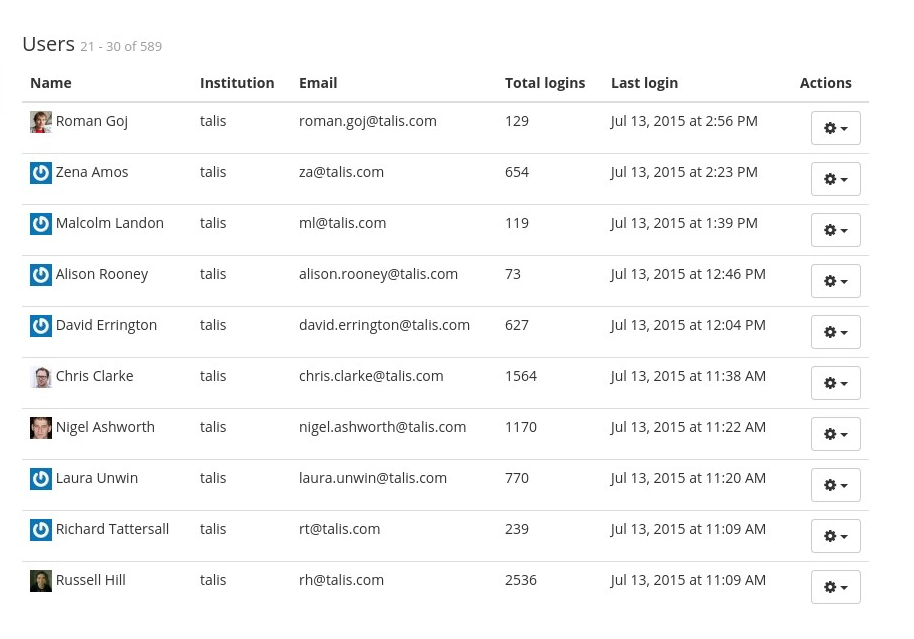 Users 21 - 30 of 589
Name Institution Email Total logins Last login Actions
Roman Goj talis roman.goj@talis.com 129 Jul 13, 2015 at 2:56 PM
Zena Amos talis za@talis.com 654 Jul 13, 2015 at 2:23 PM
Malcolm Landon talis ml@talis.com 119 Jul 13, 2015 at 1:39 PM
Alison Rooney talis alison.rooney@talis.com 73 Jul 13, 2015 at 12:46 PM
David Errington talis david.errington@talis.com 627 Jul 13, 2015 at 12:04 PM
Chris Clarke talis chris.clarke@talis.com 1564 Jul 13, 2015 at 11:38 AM
Nigel Ashworth talis nigel.ashworth@talis.com 1170 Jul 13, 2015 at 11:22 AM
Laura Unwin talis laura.unwin@talis.com 770 Jul 13, 2015 at 11:20 AM
Richard Tattersall talis rt@talis.com 239 Jul 13, 2015 at 11:09 AM
Russell Hill talis rh@talis.com 2536 Jul 13, 2015 at 11:09 AM